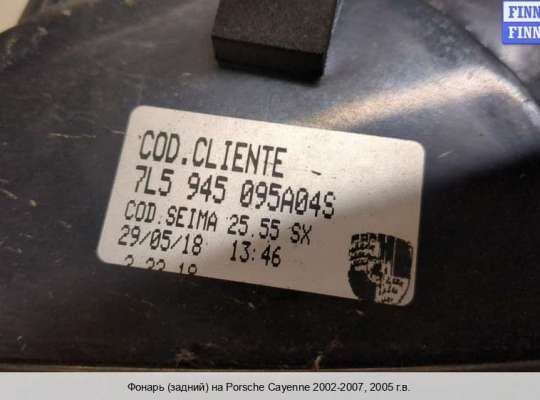 FINN
FINN
COD.CLIENTE
7L5 945 095A04S
COD.SEIMA 25.55 SX
29/05/18 13:46
Фонарь (задний) на Porsche Cayenne 2002-2007, 2005 г.в.